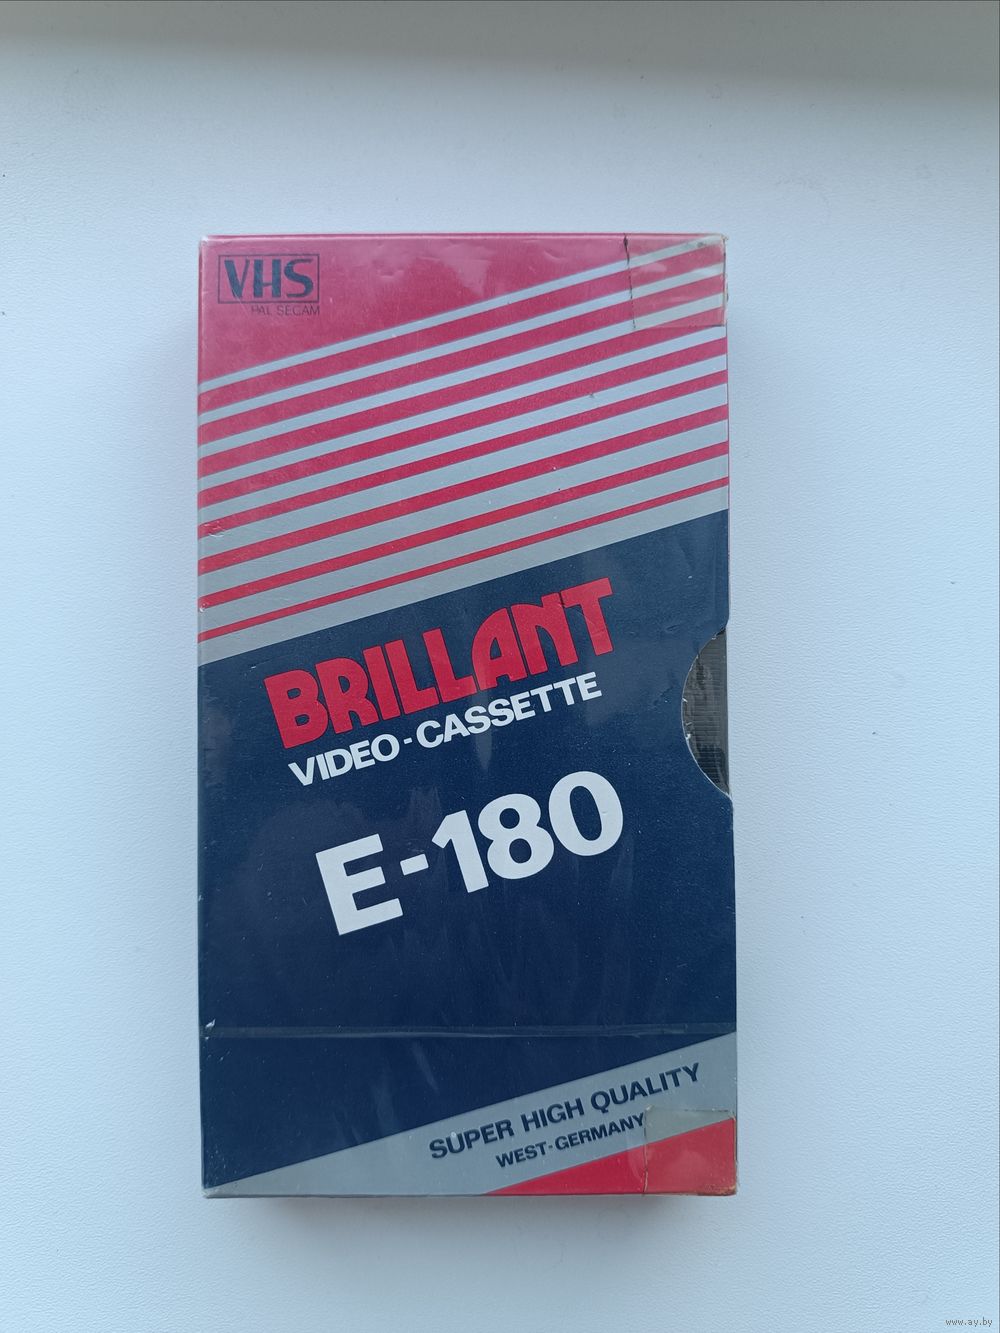 VHS
PAL SECAM
BRILLANT
VIDEO-CASSETTE
E-180
SUPER HIGH QUALITY
WEST-GERMANY
www.ay.by